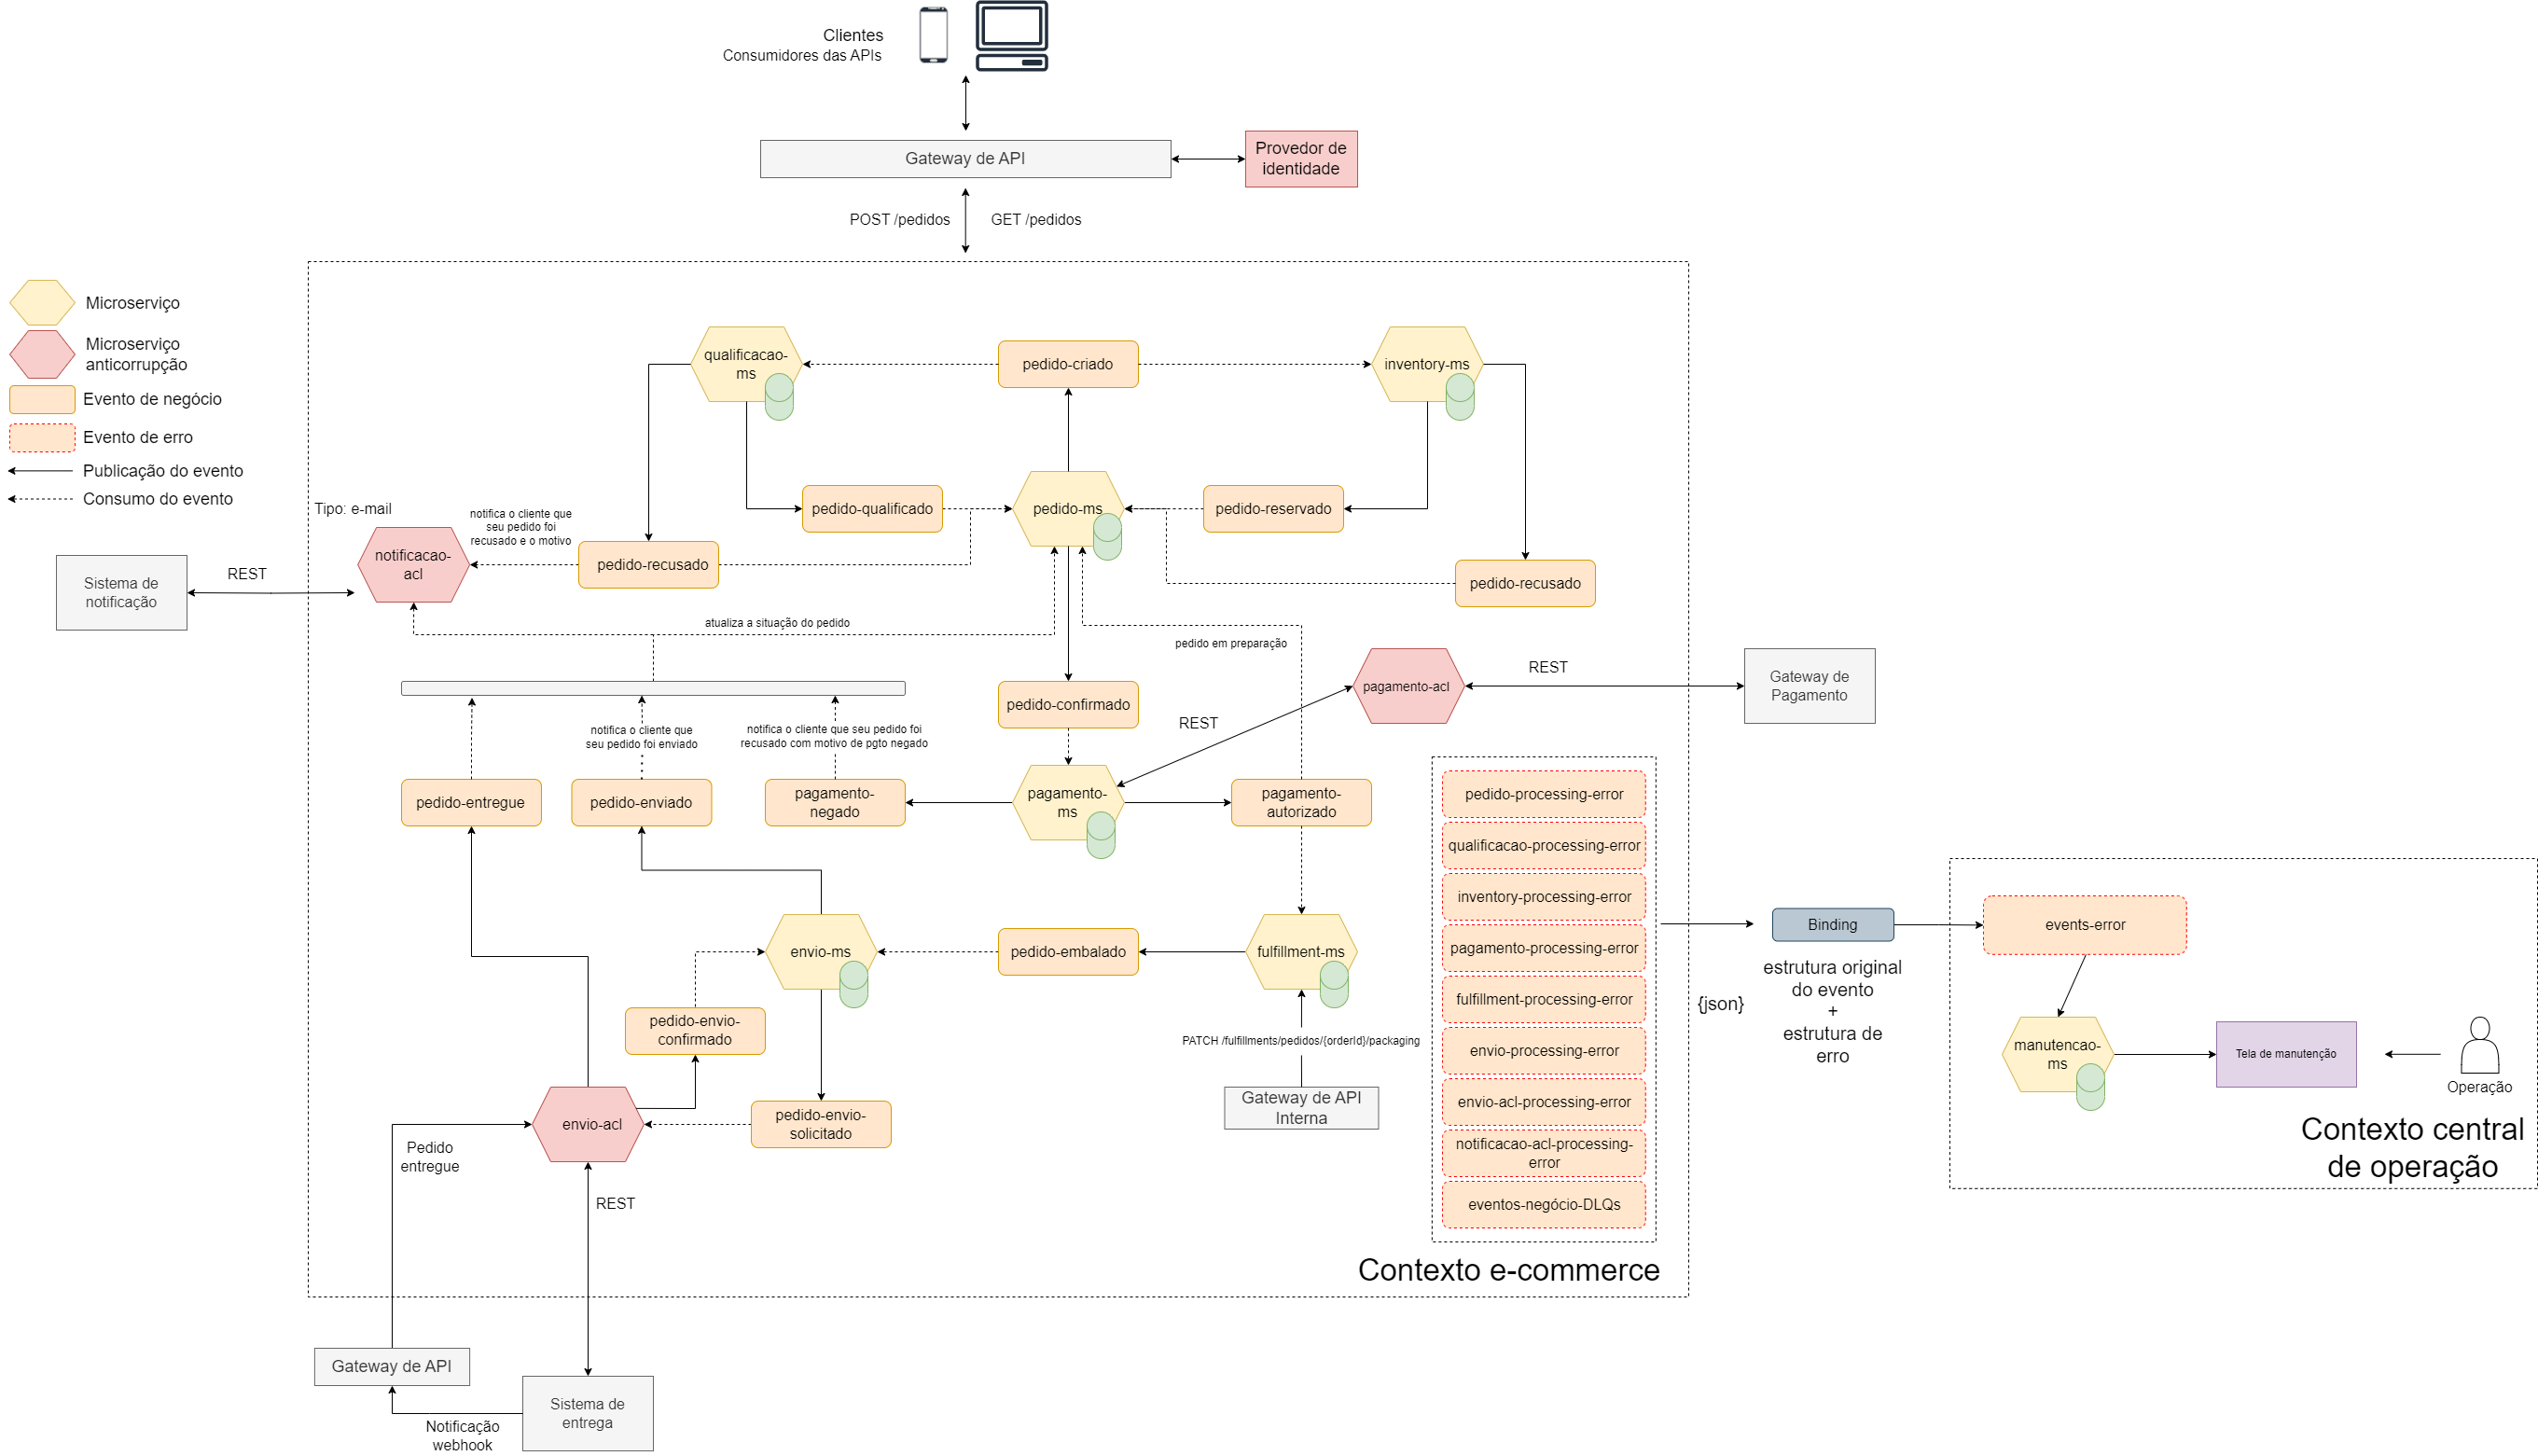 Clientes
Consumidores das APIs
Gateway de API
Provedor de
identidade
POST /pedidos
GET /pedidos
Microserviço
Microserviço
anticorrupção
Evento de negócio
Evento de erro
Publicação do evento
Consumo do evento
qualificacao-
ms
pedido-criado
inventory-ms
Tipo: e-mail
notifica o cliente que
seu pedido foi
recusado e o motivo
pedido-qualificado
pedido-ms
pedido-reservado
notificacao-
acl
pedido-recusado
pedido-recusado
Sistema de
notificação
REST
atualiza a situação do pedido
pedido em preparação
pagamento-acl
REST
Gateway de
Pagamento
pedido-confirmado
REST
notifica o cliente que
seu pedido foi enviado
notifica o cliente que seu pedido foi
recusado com motivo de pgto negado
pedido-entregue
pedido-enviado
pagamento-
negado
pagamento-
ms
pagamento-
autorizado
pedido-processing-error
qualificacao-processing-error
inventory-processing-error
pagamento-processing-error
fulfillment-processing-error
envio-processing-error
envio-acl-processing-error
notificacao-acl-processing-
error
eventos-negócio-DLQs
envio-ms
pedido-embalado
fulfillment-ms
pedido-envio-
confirmado
PATCH /fulfillments/pedidos/{orderId}/packaging
Gateway de API
Interna
envio-acl
pedido-envio-
solicitado
Pedido
entregue
REST
Contexto e-commerce
{json}
Binding
estrutura original
do evento
+
estrutura de
erro
events-error
manutencao-
ms
Tela de manutenção
Operação
Contexto central
de operação
Gateway de API
Sistema de
entrega
Notificação
webhook